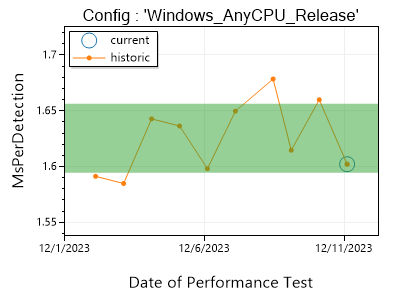 Config : 'Windows_AnyCPU_Release'
current
historic
1.7
1.65
1.6
1.55
MsPerDetection
12/1/2023
12/6/2023
12/11/2023
Date of Performance Test